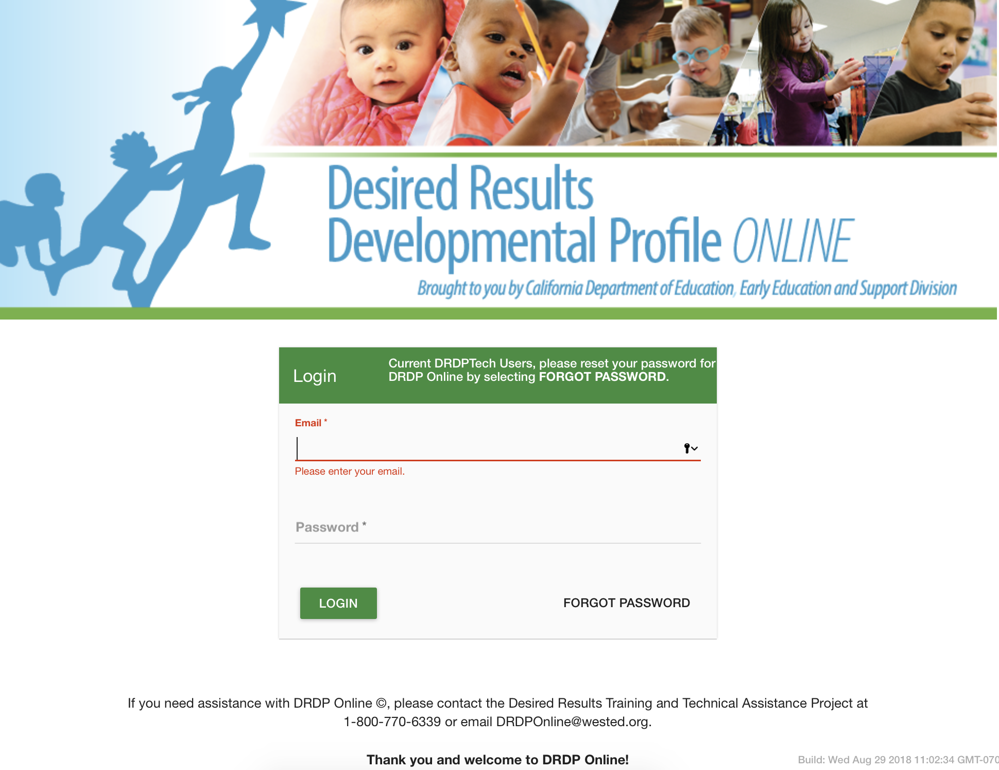 Desired Results
Developmental Profile ONLINE
Brought to you by California Department of Education, Early Education and Support Division
Login
Current DRDPTech Users, please reset your password for
DRDP Online by selecting FORGOT PASSWORD.
Email *
Please enter your email.
Password *
LOGIN
FORGOT PASSWORD
If you need assistance with DRDP Online ©, please contact the Desired Results Training and Technical Assistance Project at
1-800-770-6339 or email DRDPOnline@wested.org.
Thank you and welcome to DRDP Online!
Build: Wed Aug 29 2018 11:02:34 GMT-070